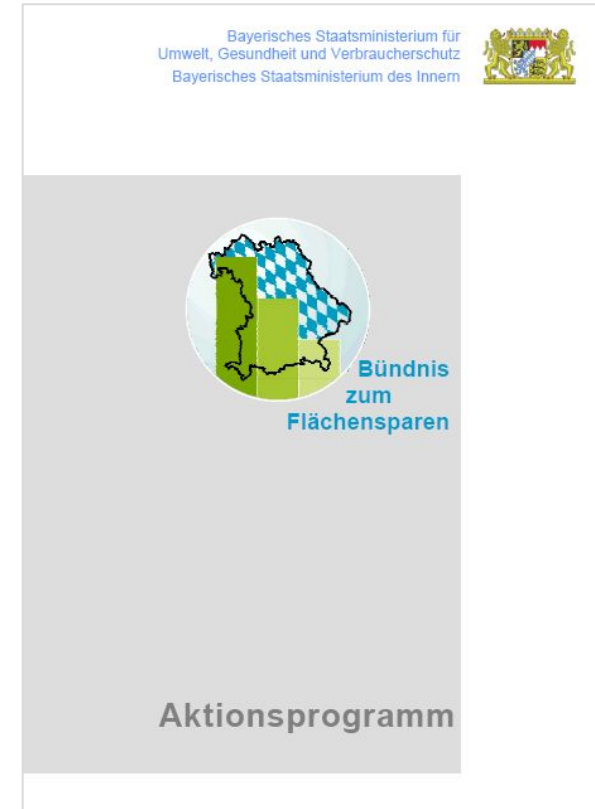 Bayerisches Staatsministerium für
Umwelt, Gesundheit und Verbraucherschutz
Bayerisches Staatsministerium des Innern
Bündnis
zum
Flächensparen
Aktionsprogramm